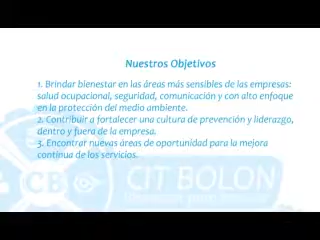 Nuestros Objetivos
1. Brindar bienestar en las áreas más sensibles de las empresas:
salud ocupacional, seguridad, comunicación y con alto enfoque
en la protección del medio ambiente.
2. Contribuir a fortalecer una cultura de prevención y liderazgo,
dentro y fuera de la empresa.
3. Encontrar nuevas áreas de oportunidad para la mejora
continua de los servicios.
CB
CIT BOLON